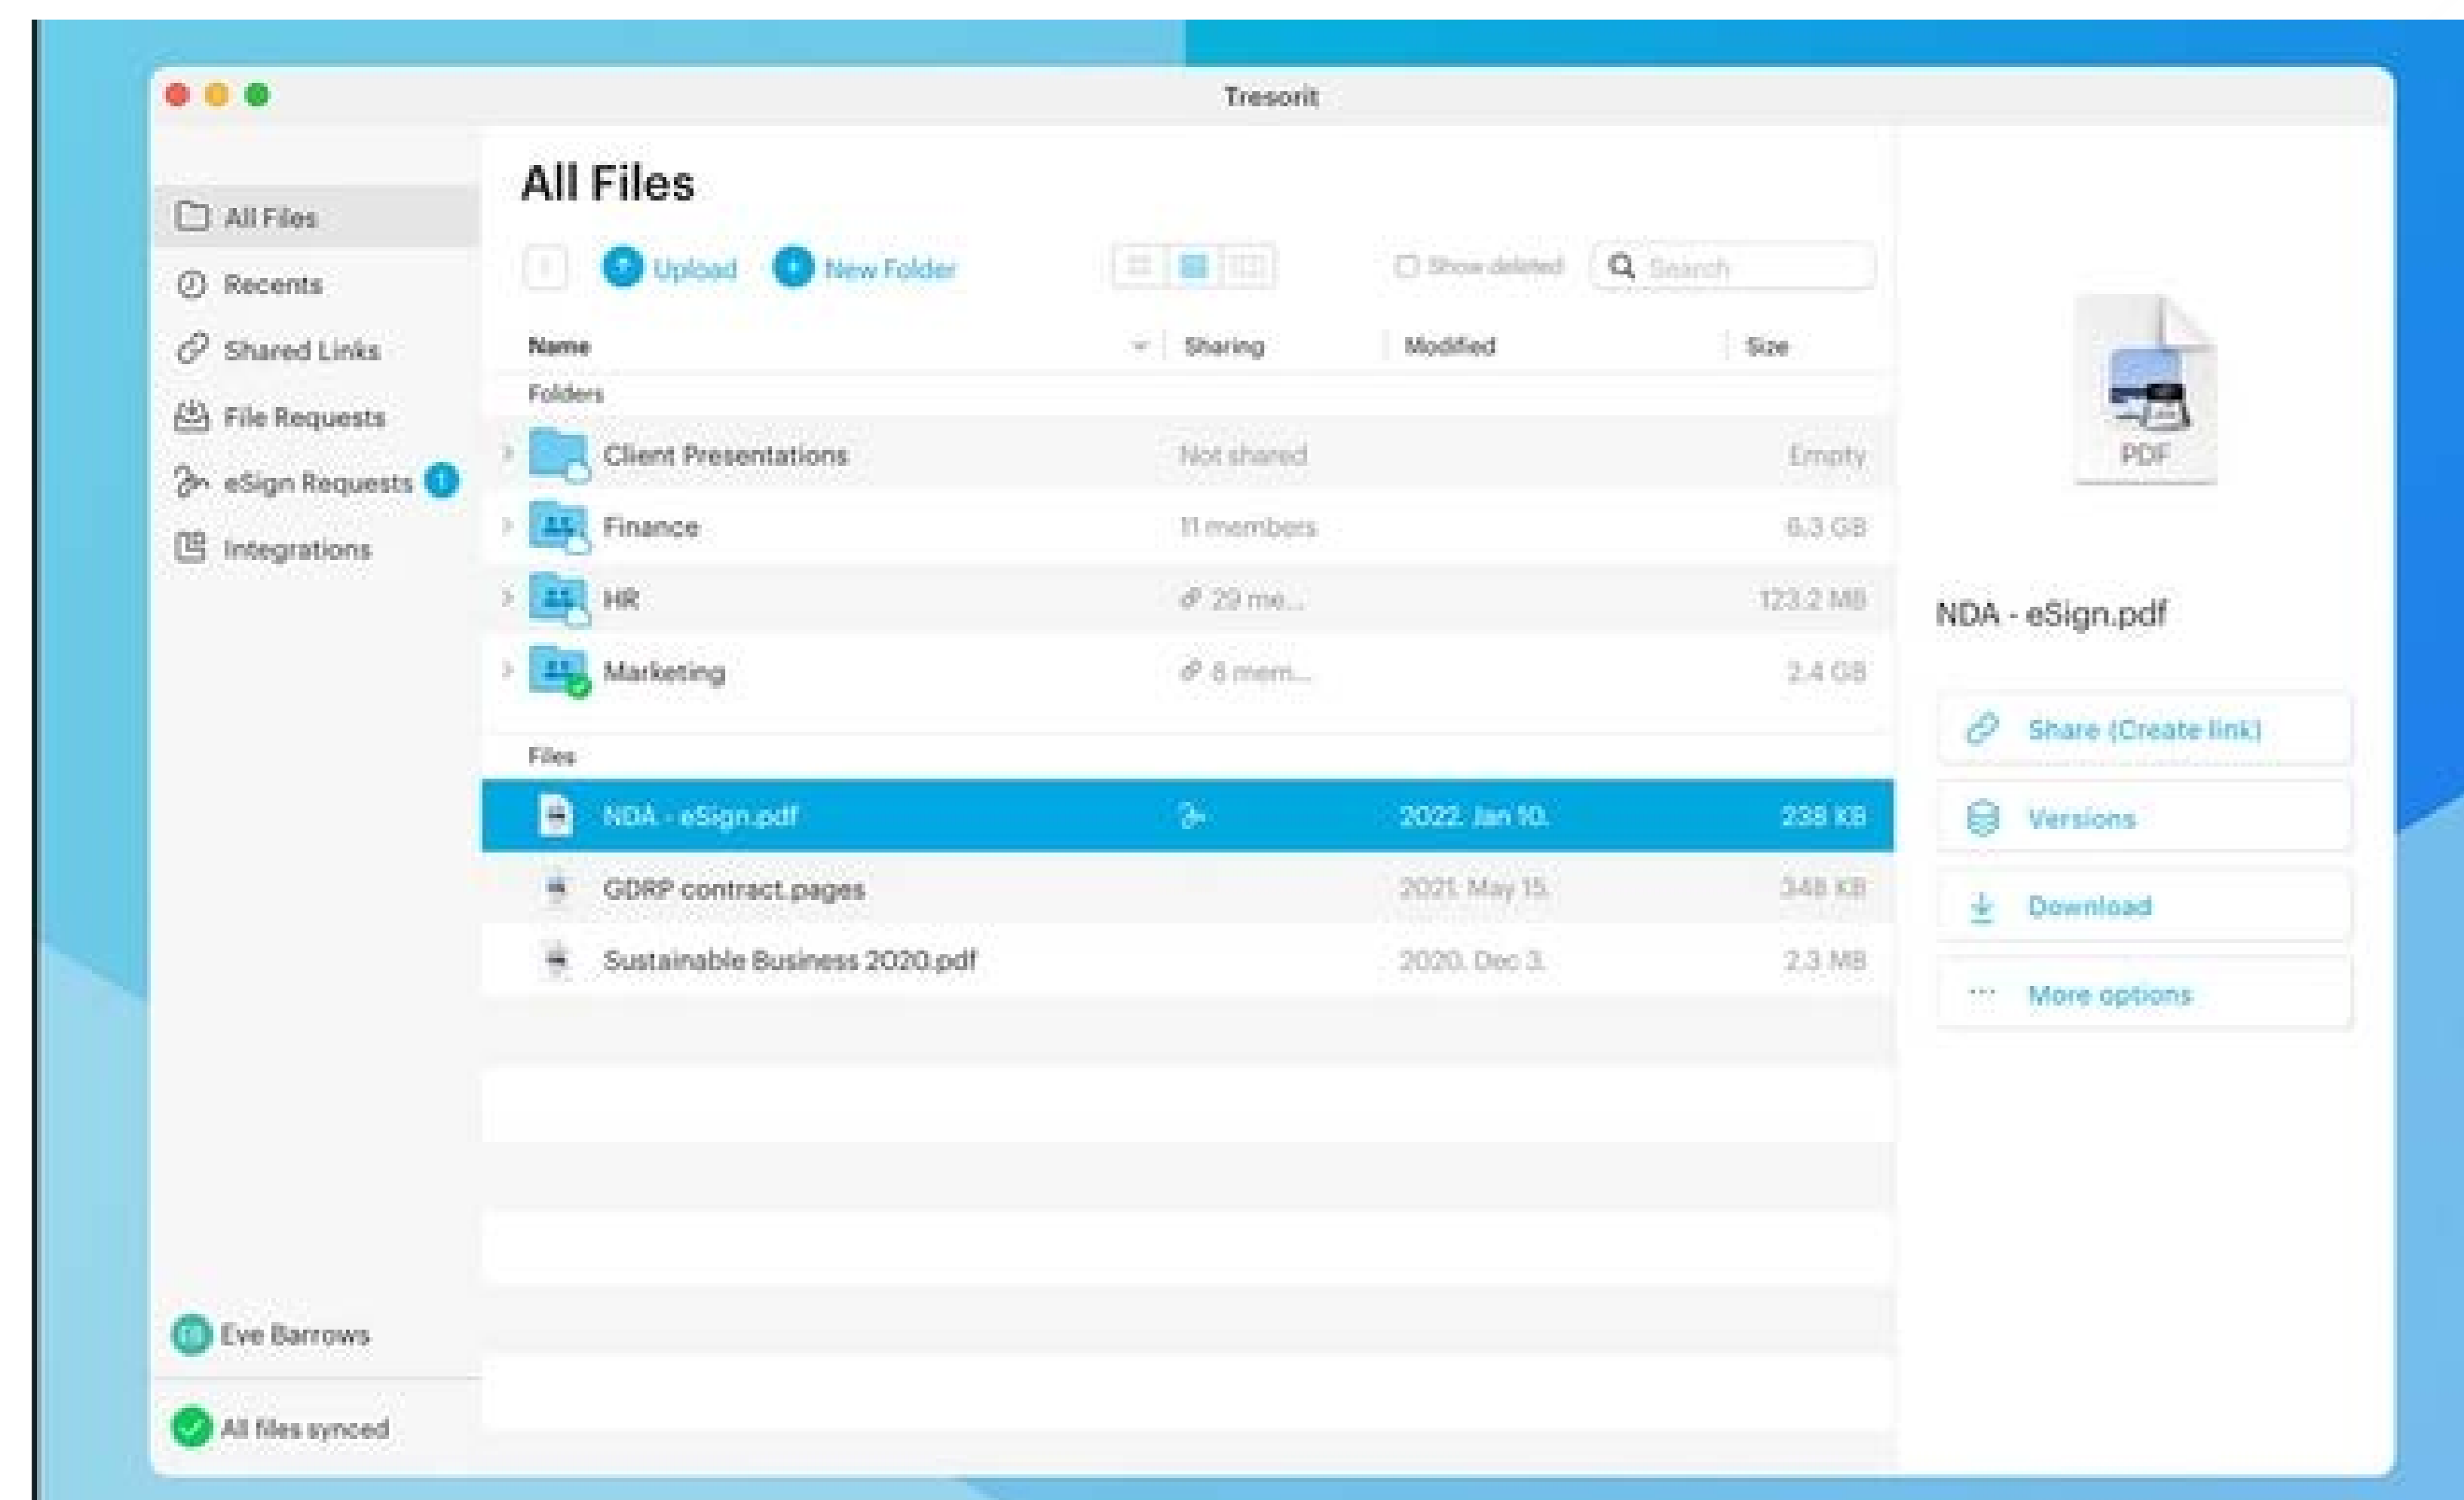 Tresorit
All Files
Recents
Shared Links
File Requests
eSign Requests 1
Integrations
Eve Barrows
All files synced
All Files
Upload New Folder Show deleted Search
Name Sharing Modified Size
Folders
Client Presentations Not shared Empty
Finance 11 members 6.3 GB
HR 29 me... 123.2 MB
Marketing 8 mem... 2.4 GB
Files
NDA - eSign.pdf 2022. Jan 10. 238 KB
GDRP contract.pages 2021. May 15. 348 KB
Sustainable Business 2020.pdf 2020. Dec 3. 2.3 MB
PDF
NDA - eSign.pdf
Share (Create link)
Versions
Download
More options